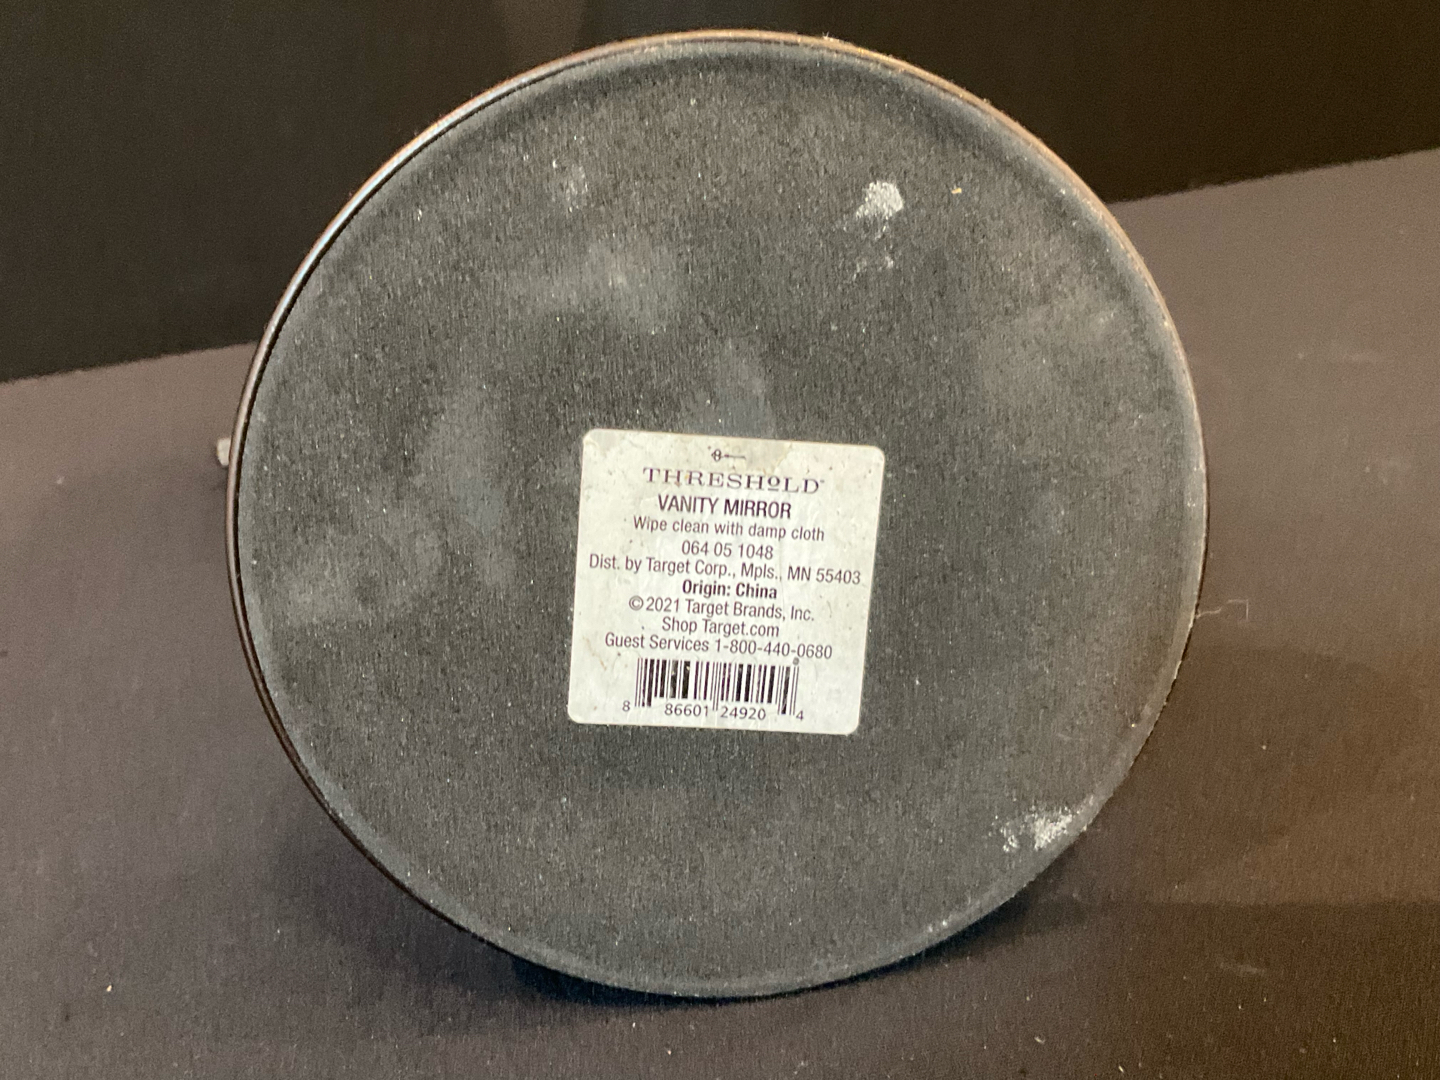 THRESHOLD
VANITY MIRROR
Wipe clean with damp cloth
064 05 1048
Dist. by Target Corp., Mpls., MN 55403
Origin: China
©2021 Target Brands, Inc.
Shop Target.com
Guest Services 1-800-440-0680
8 86601 24920 4